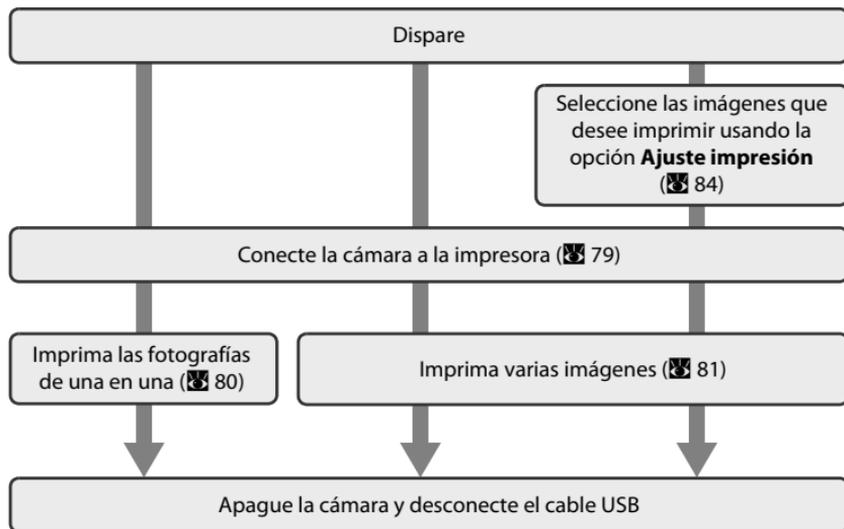 Dispare
Seleccione las imágenes que
desee imprimir usando la
opción Ajuste impresión
(84)
Conecte la cámara a la impresora (79)
Imprima las fotografías
de una en una (80)
Imprima varias imágenes (81)
Apague la cámara y desconecte el cable USB